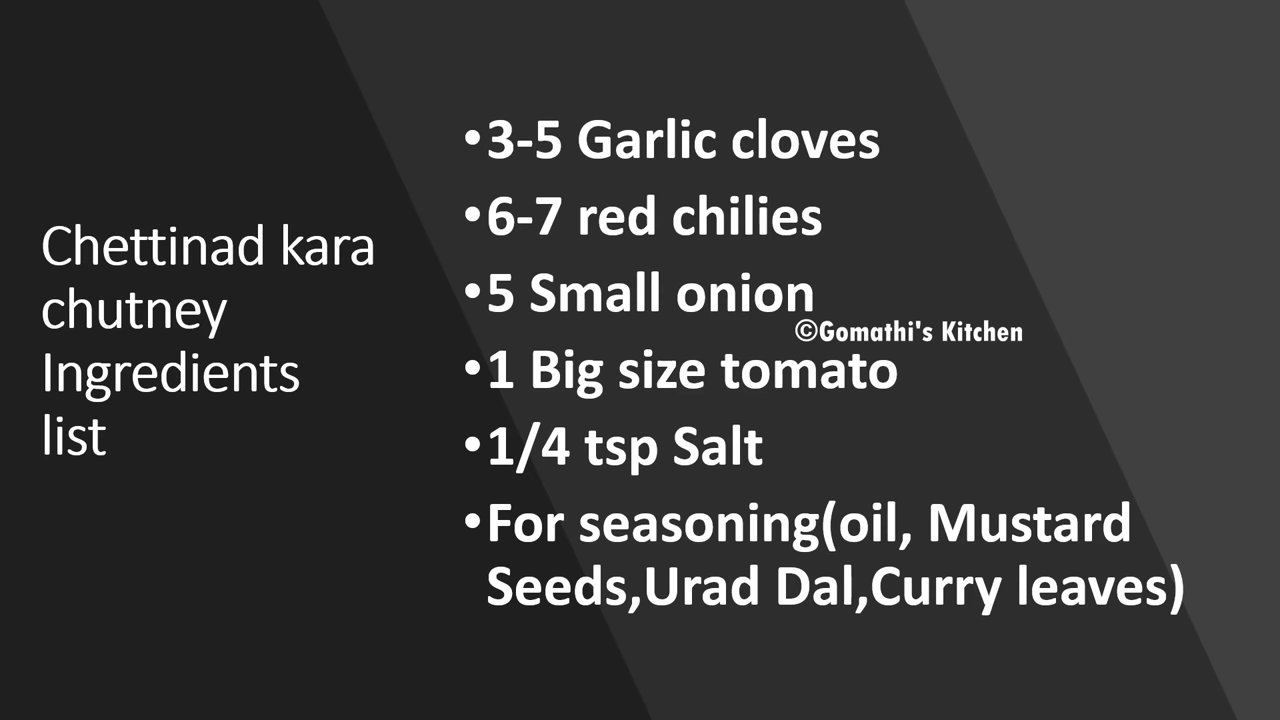 Chettinad kara
chutney
Ingredients
list
•3-5 Garlic cloves
•6-7 red chilies
•5 Small onion
©Gomathi's Kitchen
•1 Big size tomato
•1/4 tsp Salt
•For seasoning(oil, Mustard
Seeds,Urad Dal,Curry leaves)